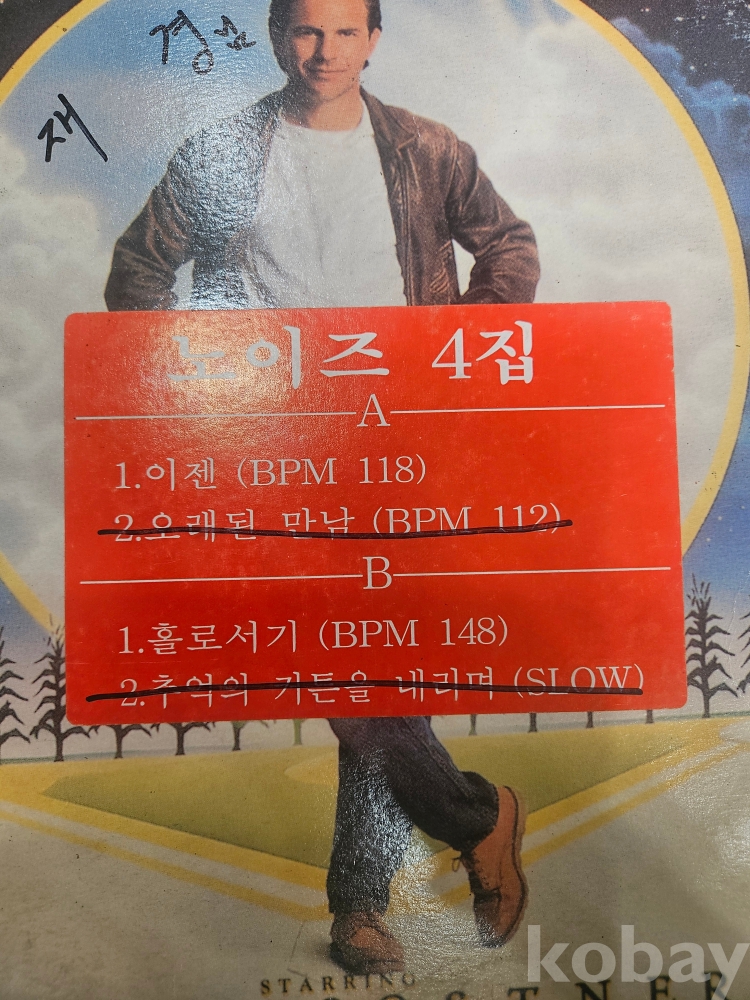 재 경남
노이즈 4집
A
1.이젠 (BPM 118)
2.오래된 만남 (BPM 112)
B
1.홀로서기 (BPM 148)
2.추억의 커튼을 내리며 (SLOW)
STARRING
OSTNER
kobay